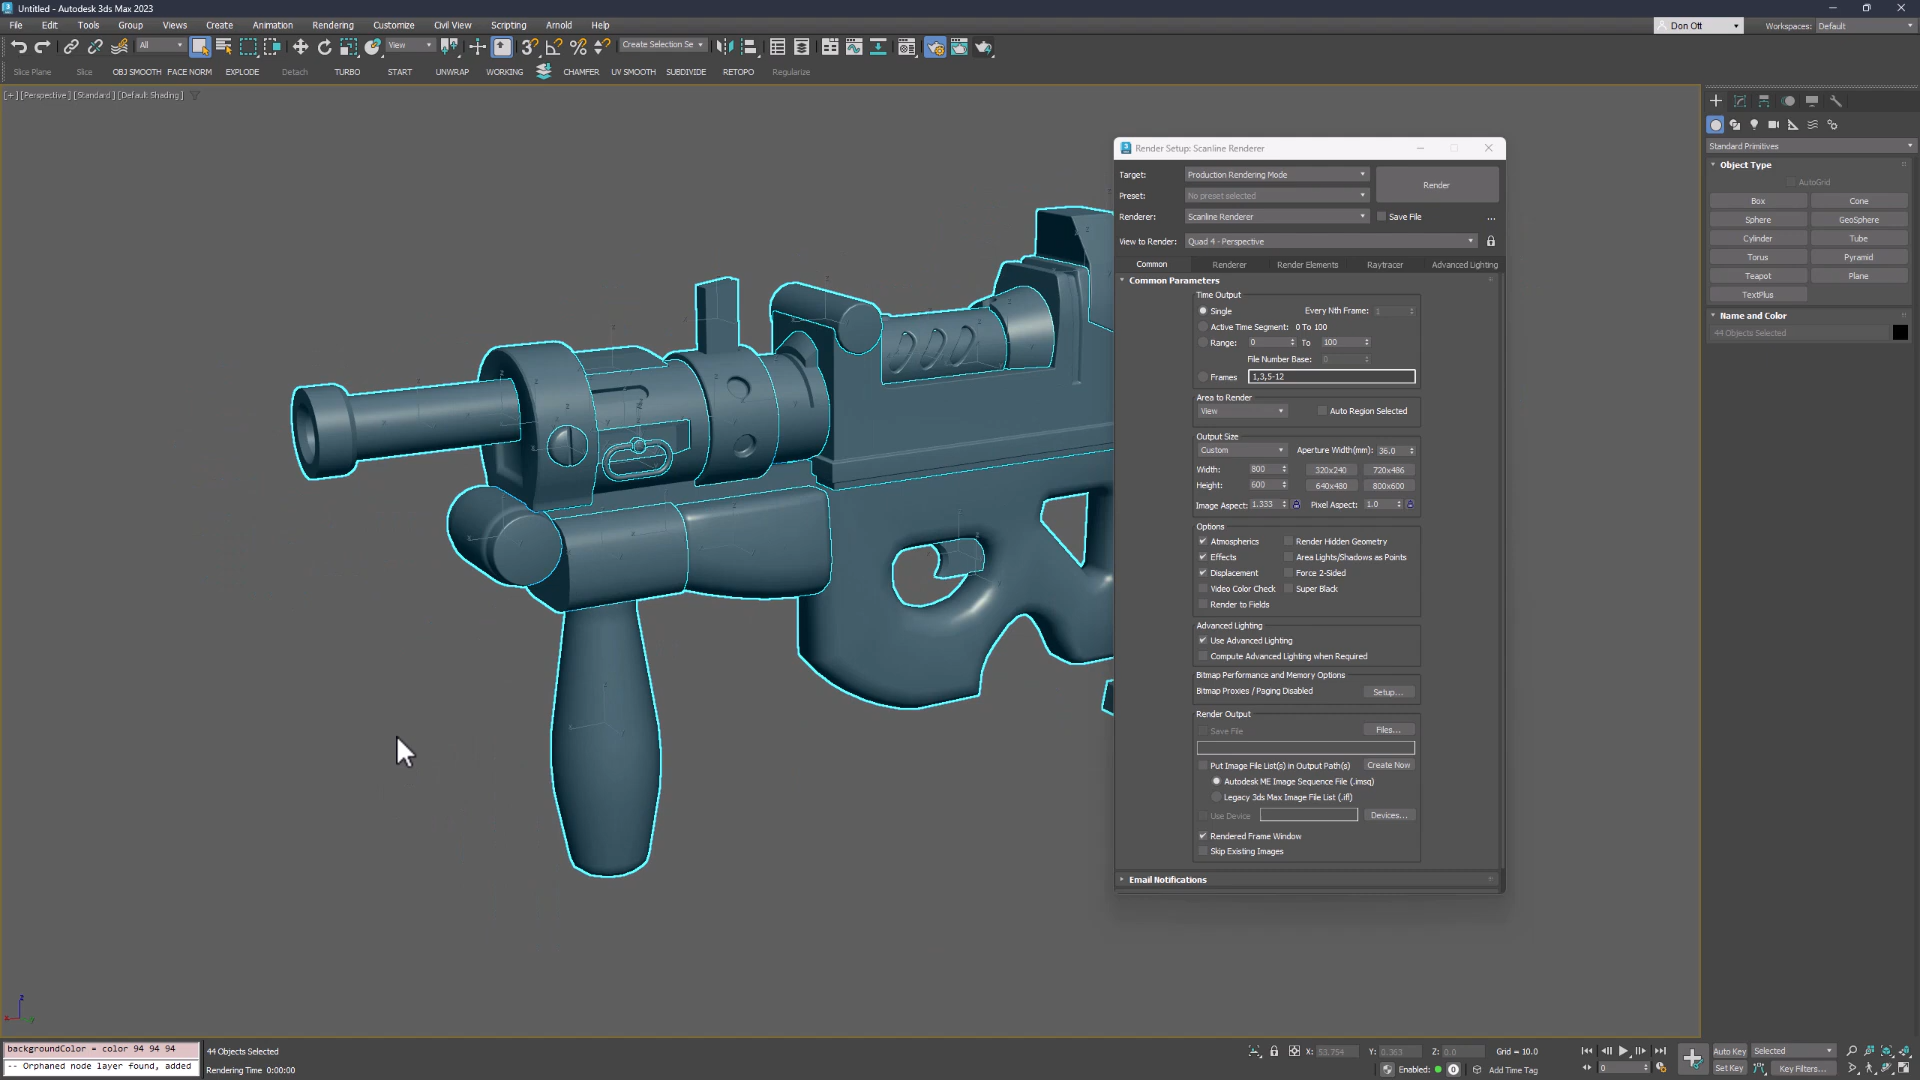 Untitled - Autodesk 3ds Max 2023
File Edit Tools Group Views Create Animation Rendering Customize Civil View Scripting Arnold Help
Don Ott
Workspaces: Default
All
View
Create Selection Se
Slice Plane Slice OBJ SMOOTH FACE NORM EXPLODE Detach TURBO START UNWRAP WORKING CHAMFER UV SMOOTH SUBDIVIDE RETOPO Regularize
[+] [Perspective] [Standard] [Default Shading]
Standard Primitives
Object Type
AutoGrid
Box Cone
Sphere GeoSphere
Cylinder Tube
Torus Pyramid
Teapot Plane
TextPlus
Name and Color
44 Objects Selected
Render Setup: Scanline Renderer
Target: Production Rendering Mode
Render
Preset: No preset selected
Renderer: Scanline Renderer
Save File ...
View to Render: Quad 4 - Perspective
Common Renderer Render Elements Raytracer Advanced Lighting
Common Parameters
Time Output
Single Every Nth Frame: 1
Active Time Segment: 0 To 100
Range: 0 To 100
File Number Base: 0
Frames 1,3,5-12
Area to Render
View Auto Region Selected
Output Size
Custom Aperture Width(mm): 36.0
Width: 800 320x240 720x486
Height: 600 640x480 800x600
Image Aspect: 1.333 Pixel Aspect: 1.0
Options
Atmospherics Render Hidden Geometry
Effects Area Lights/Shadows as Points
Displacement Force 2-Sided
Video Color Check Super Black
Render to Fields
Advanced Lighting
Use Advanced Lighting
Compute Advanced Lighting when Required
Bitmap Performance and Memory Options
Bitmap Proxies / Paging Disabled Setup...
Render Output
Save File Files...
Put Image File List(s) in Output Path(s) Create Now
Autodesk ME Image Sequence File (.imsq)
Legacy 3ds Max Image File List (.ifl)
Use Device Devices...
Rendered Frame Window
Skip Existing Images
Email Notifications
backgroundColor = color 94 94 94
-- Orphaned node layer found, added
44 Objects Selected
Rendering Time 0:00:00
X: 53.754 Y: 0.363 Z: 0.0 Grid = 10.0
Enabled: 0 Add Time Tag
0
Auto Key Selected
Set Key Key Filters...